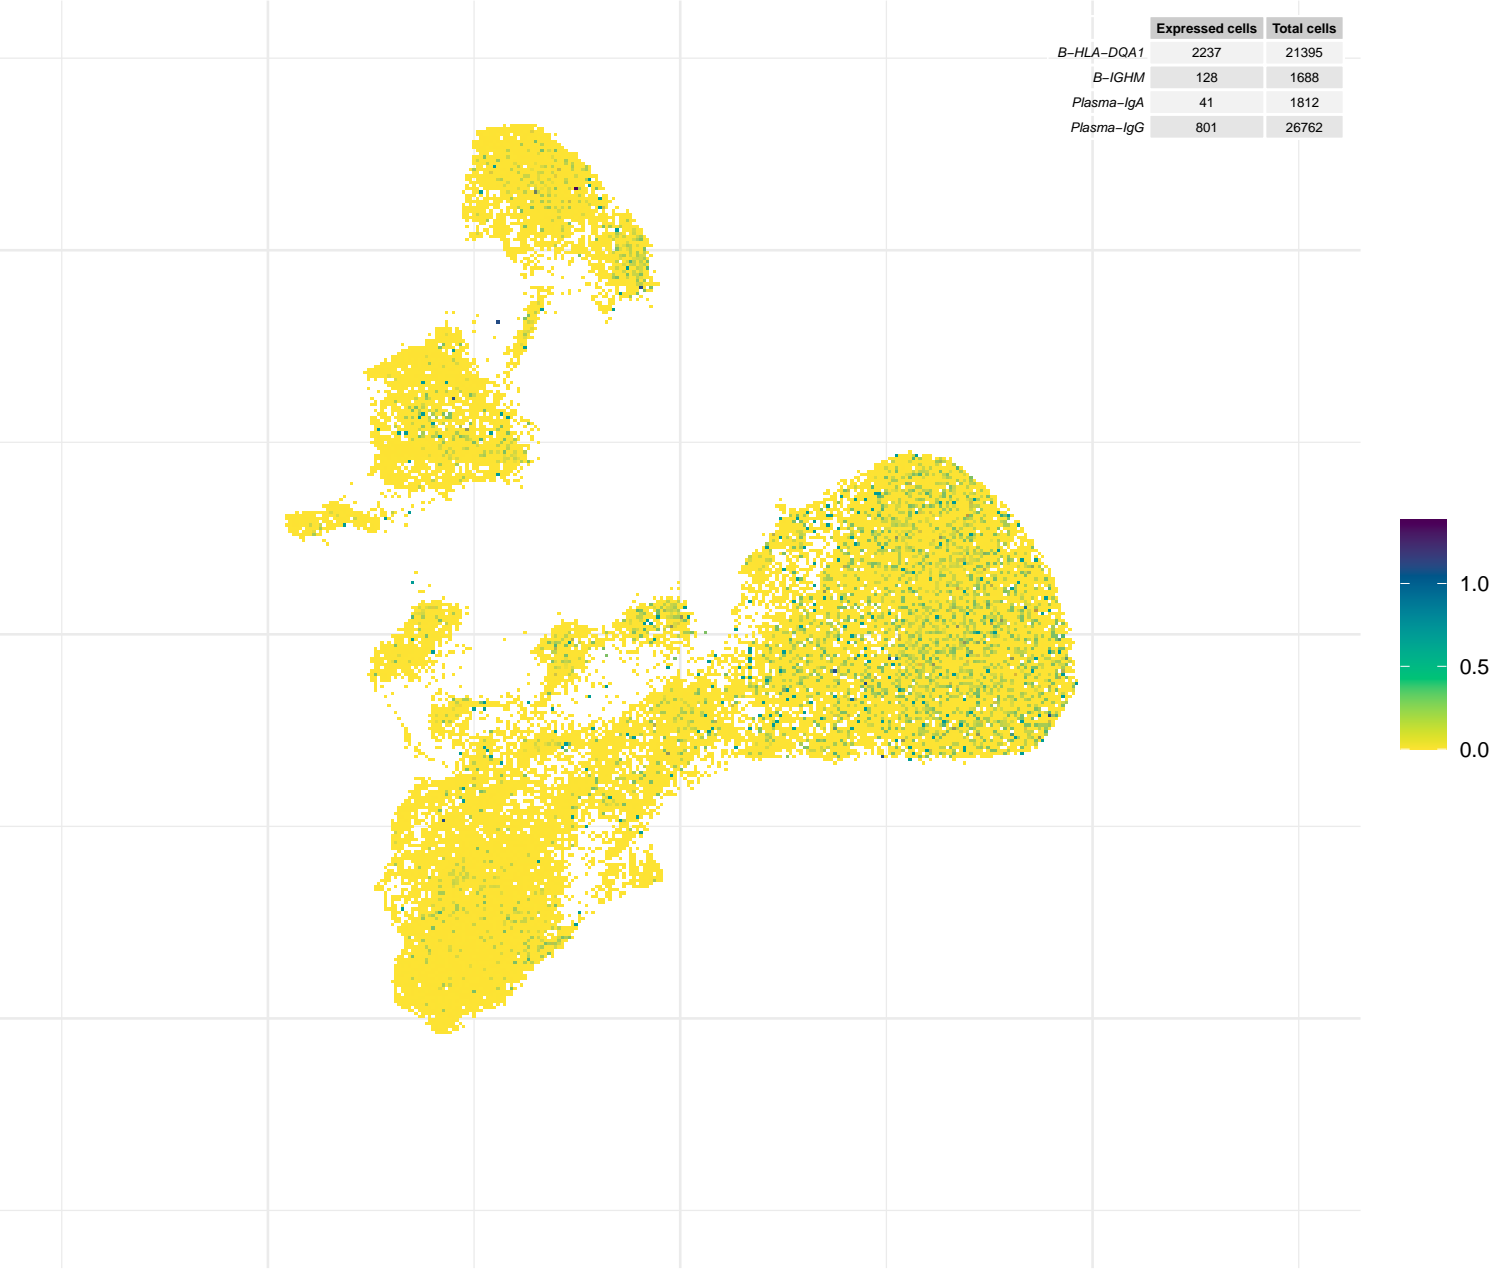 Expressed cells Total cells
B−HLA−DQA1 2237 21395
B−IGHM 128 1688
Plasma−IgA 41 1812
Plasma−IgG 801 26762
1.0
0.5
0.0